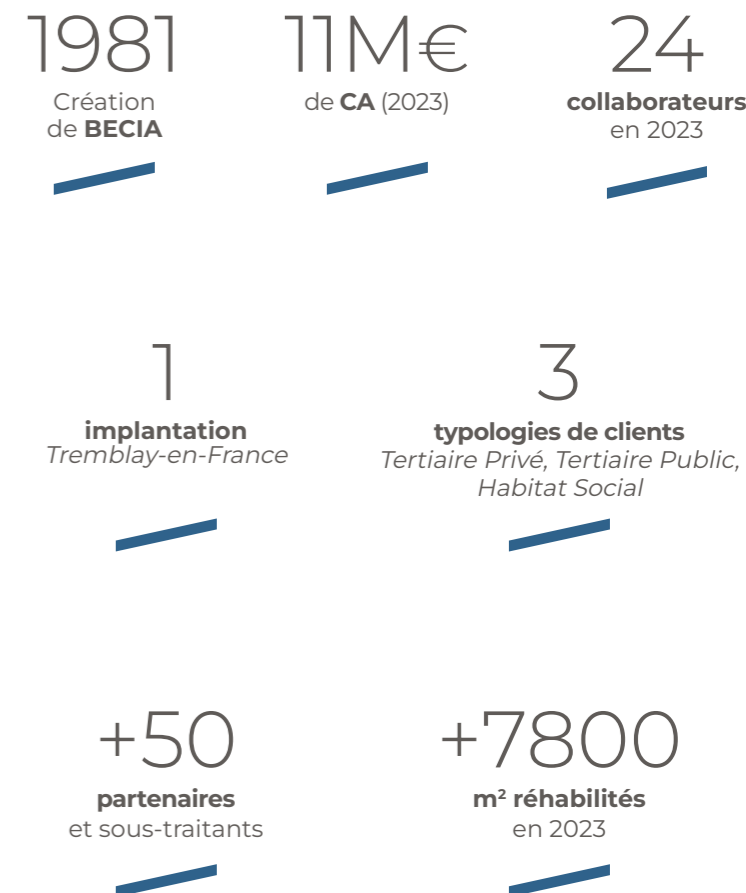 1981
Création
de BECIA
11M€
de CA (2023)
24
collaborateurs
en 2023
1
implantation
Tremblay-en-France
3
typologies de clients
Tertiaire Privé, Tertiaire Public,
Habitat Social
+50
partenaires
et sous-traitants
+7800
m² réhabilités
en 2023